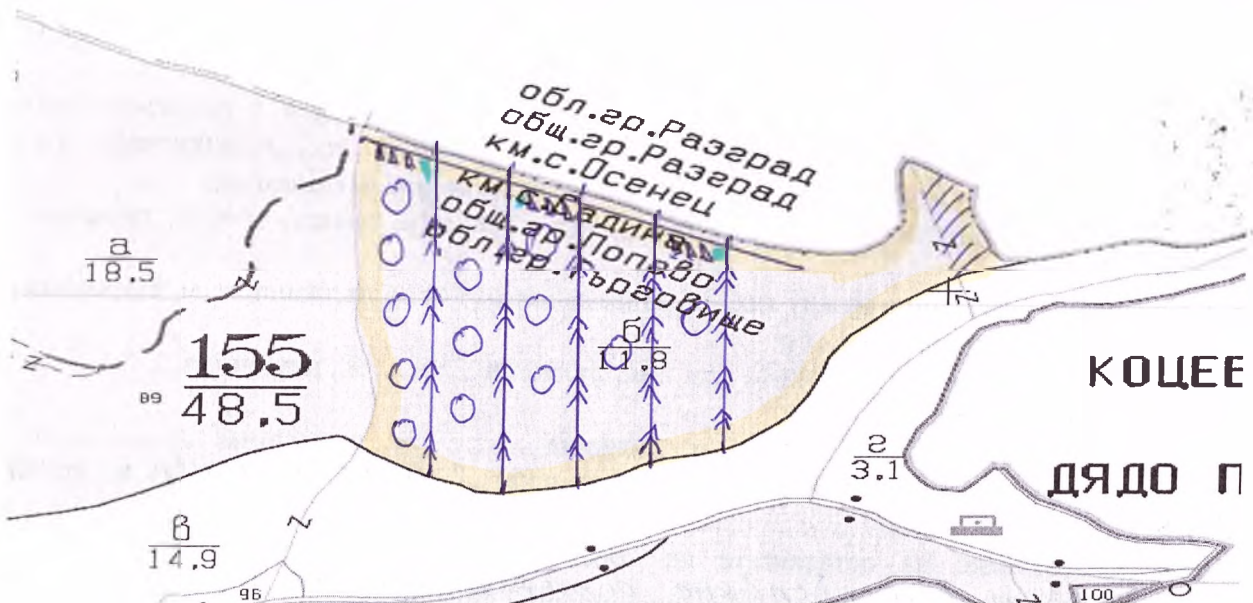 обл.гр.Разград
общ.гр.Разград
км.с.Осенец
км.с.Садина
общ.гр.Попово
обл.гр.Търговище
а
18.5
155
48.5
В9
б
11.8
КОЦЕЕ
г
3.1
ДЯДО П
в
14.9
96
100